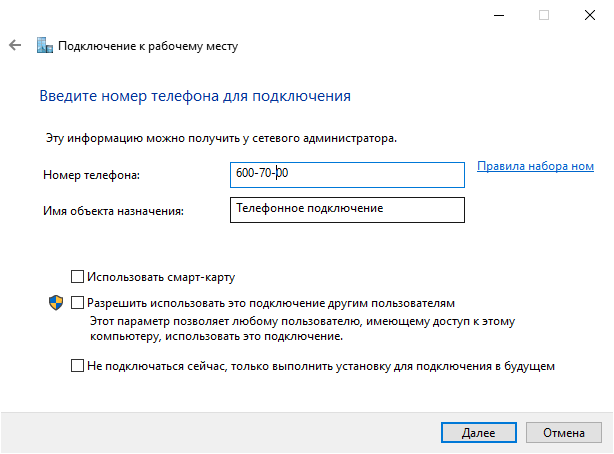 Подключение к рабочему месту
Введите номер телефона для подключения
Эту информацию можно получить у сетевого администратора.
Номер телефона: 600-70-00 Правила набора ном
Имя объекта назначения: Телефонное подключение
Использовать смарт-карту
Разрешить использовать это подключение другим пользователям
Этот параметр позволяет любому пользователю, имеющему доступ к этому
компьютеру, использовать это подключение.
Не подключаться сейчас, только выполнить установку для подключения в будущем
Далее Отмена